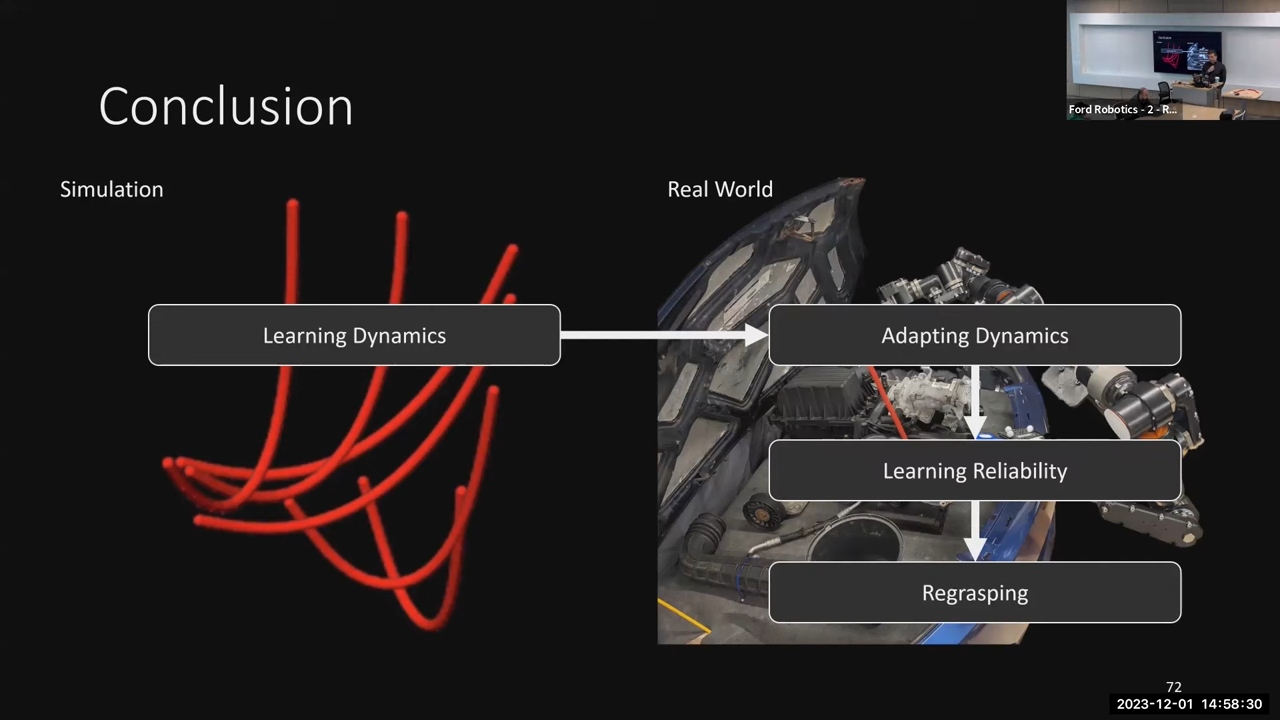 Conclusion
Ford Robotics - 2 - R...
Simulation
Real World
Learning Dynamics
Adapting Dynamics
Learning Reliability
Regrasping
72
2023-12-01 14:58:30